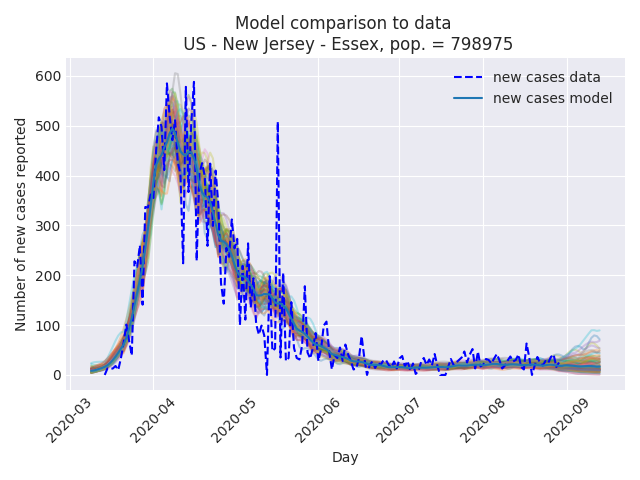 Model comparison to data
US - New Jersey - Essex, pop. = 798975
new cases data
new cases model
Number of new cases reported
600
500
400
300
200
100
0
2020-03
2020-04
2020-05
2020-06
2020-07
2020-08
2020-09
Day